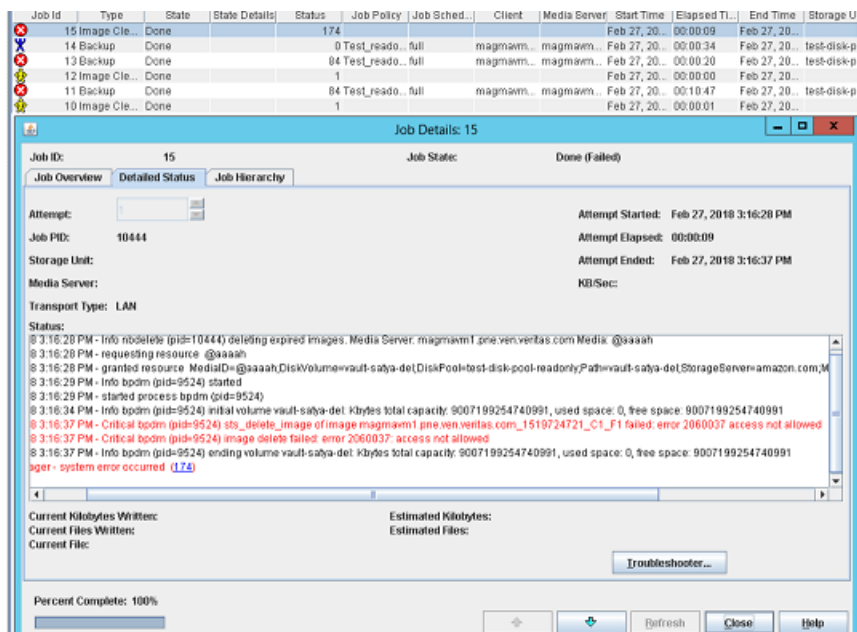 Job Id Type State State Details Status Job Policy Job Sched... Client Media Server Start Time Elapsed Ti... End Time Storage U
15 Image Cle... Done 174 Feb 27, 20... 00:00:09 Feb 27, 20...
14 Backup Done 0 Test_reado... full magmavm... magmavm... Feb 27, 20... 00:00:34 Feb 27, 20... test-disk-p
13 Backup Done 84 Test_reado... full magmavm... magmavm... Feb 27, 20... 00:00:20 Feb 27, 20... test-disk-p
12 Image Cle... Done 1 Feb 27, 20... 00:00:00 Feb 27, 20...
11 Backup Done 84 Test_reado... full magmavm... magmavm... Feb 27, 20... 00:10:47 Feb 27, 20... test-disk-p
10 Image Cle... Done 1 Feb 27, 20... 00:00:01 Feb 27, 20...
Job Details: 15
Job ID: 15 Job State: Done (Failed)
Job Overview Detailed Status Job Hierarchy
Attempt: 1 Attempt Started: Feb 27, 2018 3:16:28 PM
Job PID: 10444 Attempt Elapsed: 00:00:09
Storage Unit: Attempt Ended: Feb 27, 2018 3:16:37 PM
Media Server: KB/Sec:
Transport Type: LAN
Status:
8 3:16:28 PM - Info nbdelete (pid=10444) deleting expired images. Media Server: magmavm1.pne.ven.veritas.com Media: @aaaah
8 3:16:28 PM - requesting resource @aaaah
8 3:16:28 PM - granted resource MediaID=@aaaah;DiskVolume=vault-satya-del;DiskPool=test-disk-pool-readonly;Path=vault-satya-del;StorageServer=amazon.com;M
8 3:16:29 PM - Info bpdm (pid=9524) started
8 3:16:29 PM - started process bpdm (pid=9524)
8 3:16:34 PM - Info bpdm (pid=9524) initial volume vault-satya-del: Kbytes total capacity: 9007199254740991, used space: 0, free space: 9007199254740991
8 3:16:37 PM - Critical bpdm (pid=9524) sts_delete_image of image magmavm1.pne.ven.veritas.com_1519724721_C1_F1 failed: error 2060037 access not allowed
8 3:16:37 PM - Critical bpdm (pid=9524) image delete failed: error 2060037: access not allowed
8 3:16:37 PM - Info bpdm (pid=9524) ending volume vault-satya-del: Kbytes total capacity: 9007199254740991, used space: 0, free space: 9007199254740991
ager - system error occurred (174)
Current Kilobytes Written: Estimated Kilobytes:
Current Files Written: Estimated Files:
Current File:
Troubleshooter...
Percent Complete: 100%
Refresh Close Help